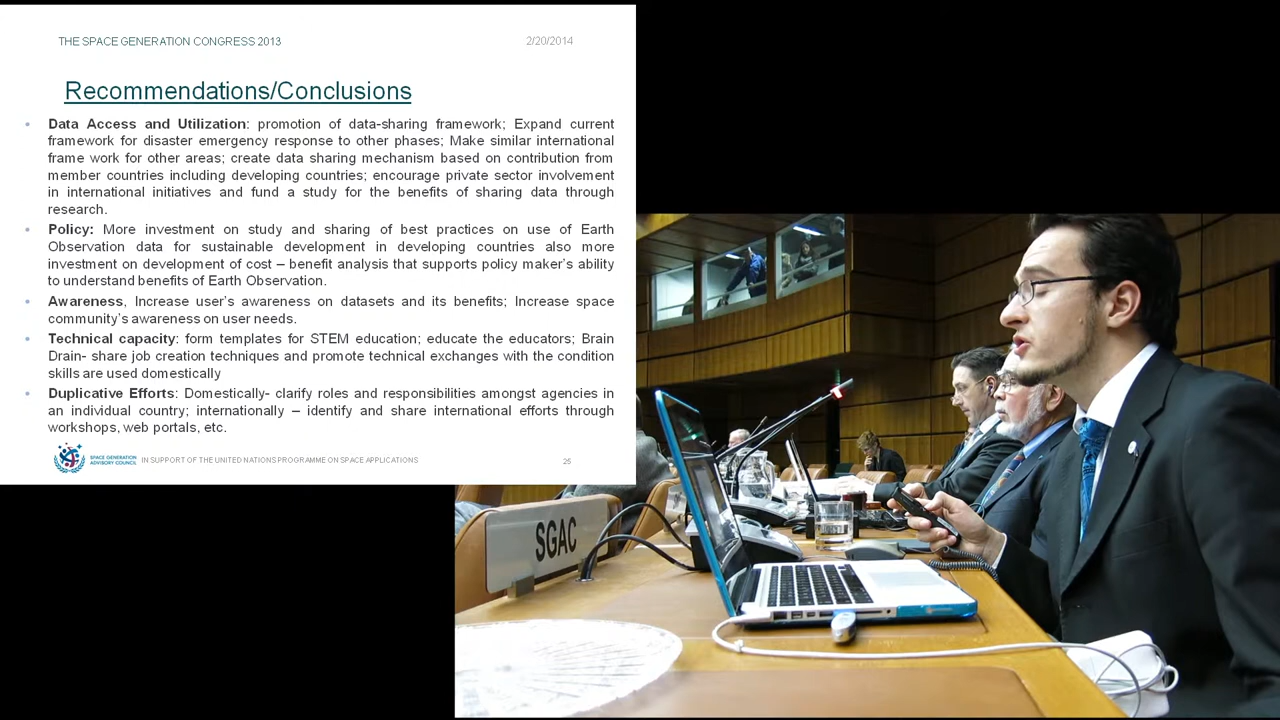 THE SPACE GENERATION CONGRESS 2013
2/20/2014
Recommendations/Conclusions
• Data Access and Utilization: promotion of data-sharing framework; Expand current
framework for disaster emergency response to other phases; Make similar international
frame work for other areas; create data sharing mechanism based on contribution from
member countries including developing countries; encourage private sector involvement
in international initiatives and fund a study for the benefits of sharing data through
research.
• Policy: More investment on study and sharing of best practices on use of Earth
Observation data for sustainable development in developing countries also more
investment on development of cost – benefit analysis that supports policy maker's ability
to understand benefits of Earth Observation.
• Awareness, Increase user's awareness on datasets and its benefits; Increase space
community's awareness on user needs.
• Technical capacity: form templates for STEM education; educate the educators; Brain
Drain- share job creation techniques and promote technical exchanges with the condition
skills are used domestically
• Duplicative Efforts: Domestically- clarify roles and responsibilities amongst agencies in
an individual country; internationally – identify and share international efforts through
workshops, web portals, etc.
SPACE GENERATION
ADVISORY COUNCIL
IN SUPPORT OF THE UNITED NATIONS PROGRAMME ON SPACE APPLICATIONS
25
SGAC